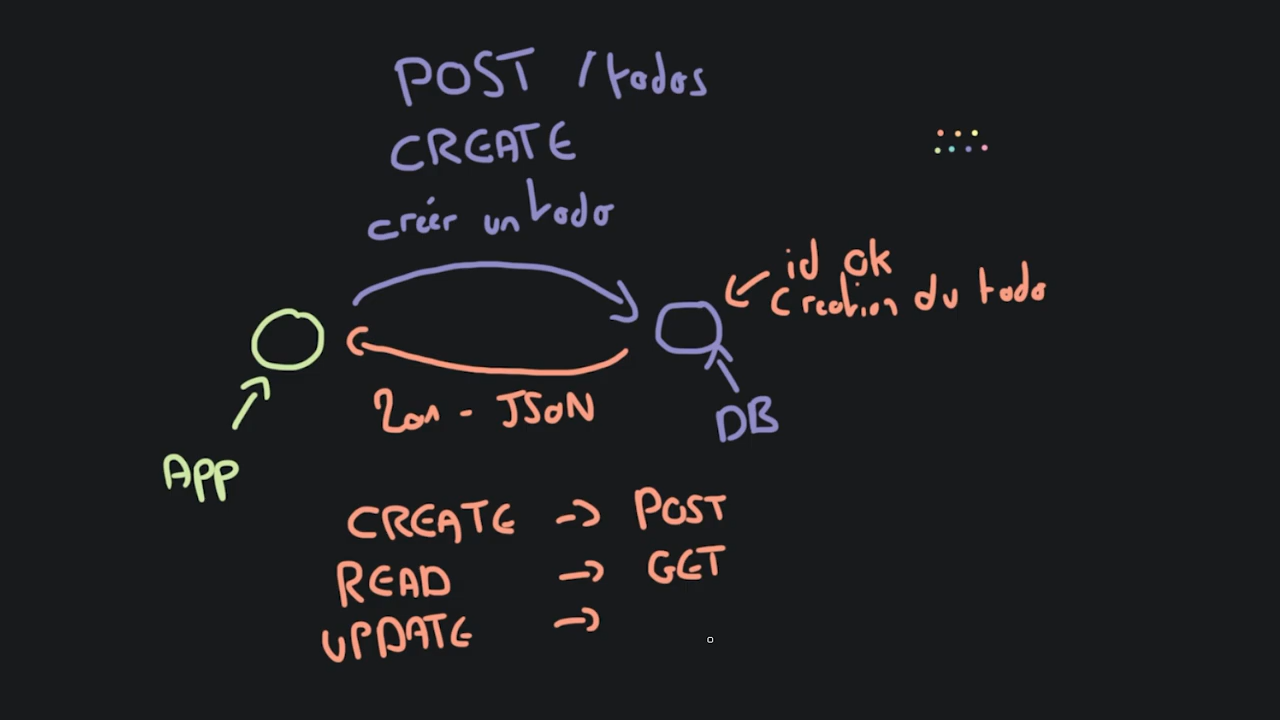 POST /todos
CREATE
créer un todo
id ok
Creation du todo
201 - JSON
DB
APP
CREATE -> POST
READ -> GET
UPDATE ->